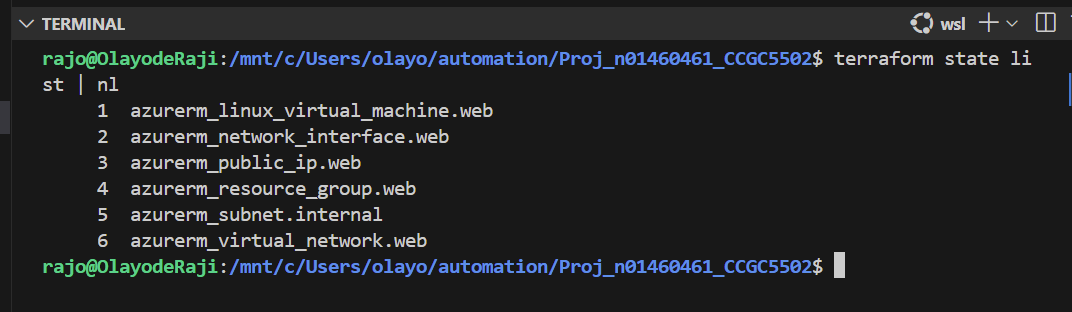 TERMINAL
wsl
rajo@OlayodeRaji:/mnt/c/Users/olayo/automation/Proj_n01460461_CCGC5502$ terraform state li
st | nl
1 azurerm_linux_virtual_machine.web
2 azurerm_network_interface.web
3 azurerm_public_ip.web
4 azurerm_resource_group.web
5 azurerm_subnet.internal
6 azurerm_virtual_network.web
rajo@OlayodeRaji:/mnt/c/Users/olayo/automation/Proj_n01460461_CCGC5502$